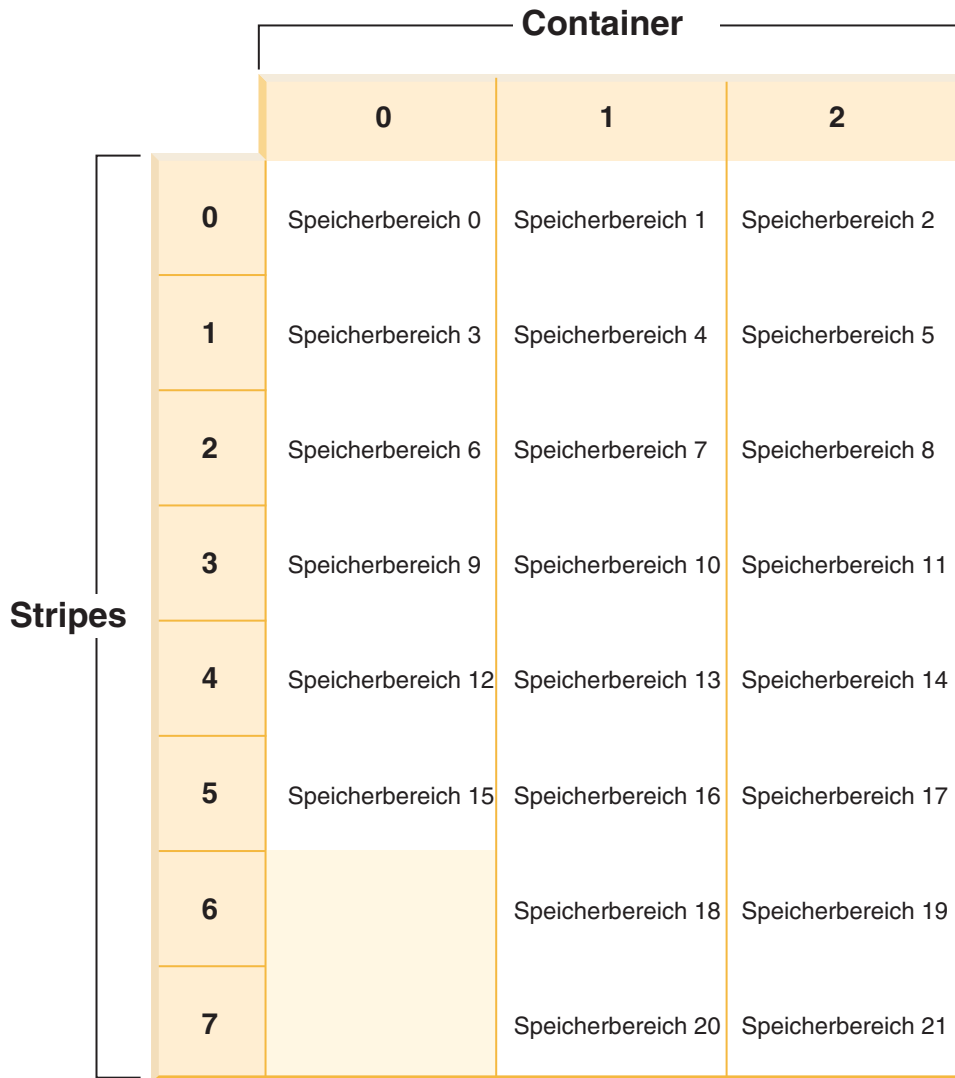 Container
0 1 2
0 Speicherbereich 0 Speicherbereich 1 Speicherbereich 2
1 Speicherbereich 3 Speicherbereich 4 Speicherbereich 5
2 Speicherbereich 6 Speicherbereich 7 Speicherbereich 8
3 Speicherbereich 9 Speicherbereich 10 Speicherbereich 11
Stripes
4 Speicherbereich 12 Speicherbereich 13 Speicherbereich 14
5 Speicherbereich 15 Speicherbereich 16 Speicherbereich 17
6 Speicherbereich 18 Speicherbereich 19
7 Speicherbereich 20 Speicherbereich 21